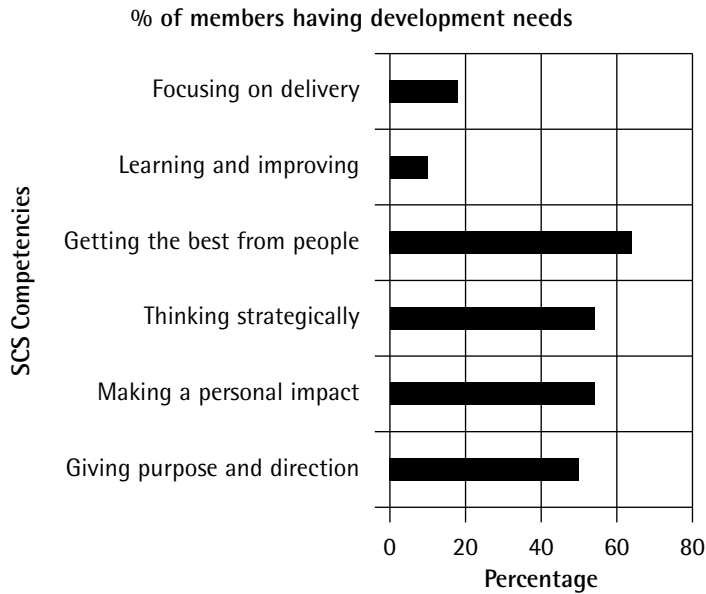 % of members having development needs
Focusing on delivery
Learning and improving
Getting the best from people
Thinking strategically
Making a personal impact
Giving purpose and direction
SCS Competencies
0 20 40 60 80
Percentage